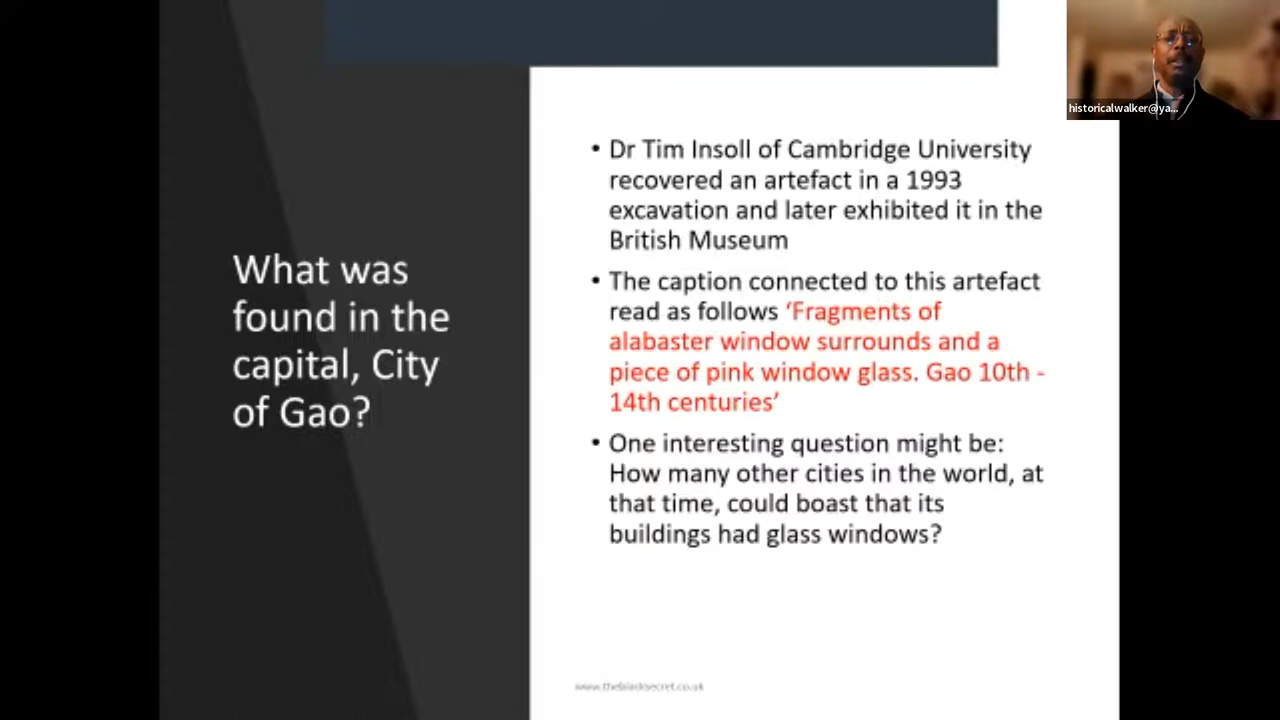 historicalwalker@ya...
What was
found in the
capital, City
of Gao?
• Dr Tim Insoll of Cambridge University
recovered an artefact in a 1993
excavation and later exhibited it in the
British Museum
• The caption connected to this artefact
read as follows ‘Fragments of
alabaster window surrounds and a
piece of pink window glass. Gao 10th -
14th centuries’
• One interesting question might be:
How many other cities in the world, at
that time, could boast that its
buildings had glass windows?
www.theblacksecret.co.uk